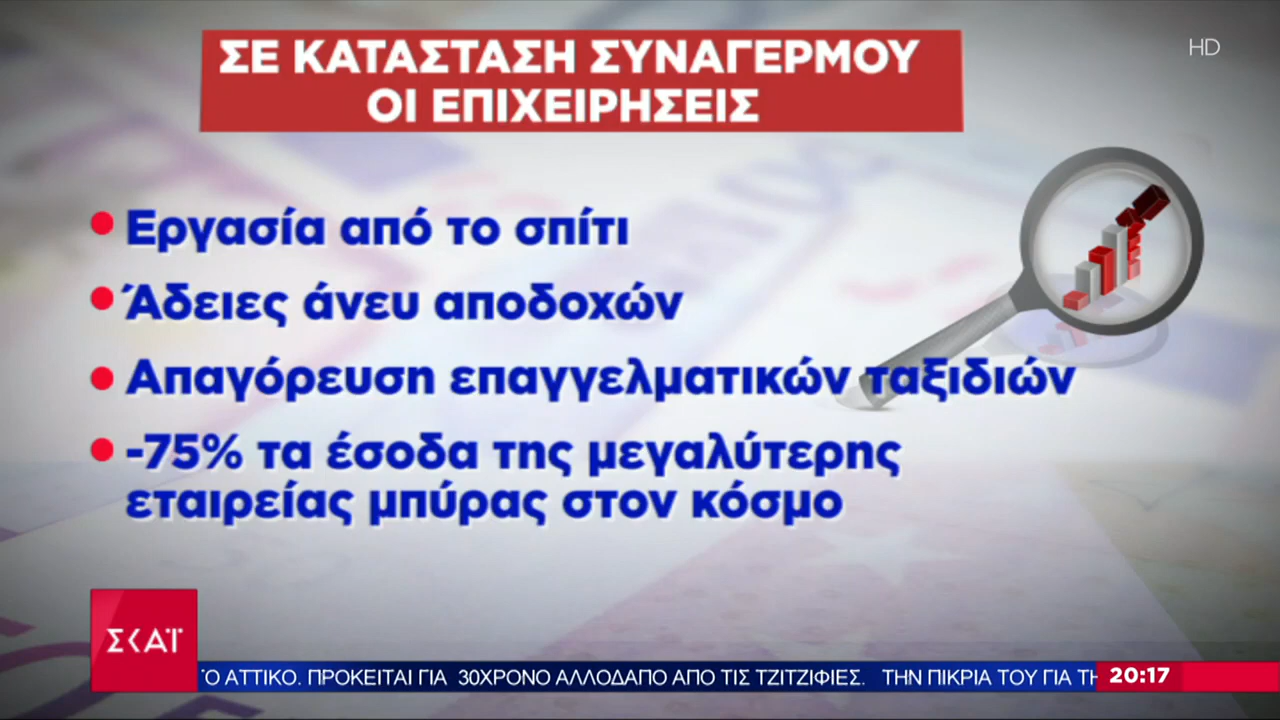 ΣΕ ΚΑΤΑΣΤΑΣΗ ΣΥΝΑΓΕΡΜΟΥ
ΟΙ ΕΠΙΧΕΙΡΗΣΕΙΣ
HD
Εργασία από το σπίτι
Άδειες άνευ αποδοχών
Απαγόρευση επαγγελματικών ταξιδιών
-75% τα έσοδα της μεγαλύτερης
εταιρείας μπύρας στον κόσμο
ΣΚΑΪ
ΤΟ ΑΤΤΙΚΟ. ΠΡΟΚΕΙΤΑΙ ΓΙΑ 30ΧΡΟΝΟ ΑΛΛΟΔΑΠΟ ΑΠΟ ΤΙΣ ΤΖΙΤΖΙΦΙΕΣ. ΤΗΝ ΠΙΚΡΙΑ ΤΟΥ ΓΙΑ ΤΗ
20:17